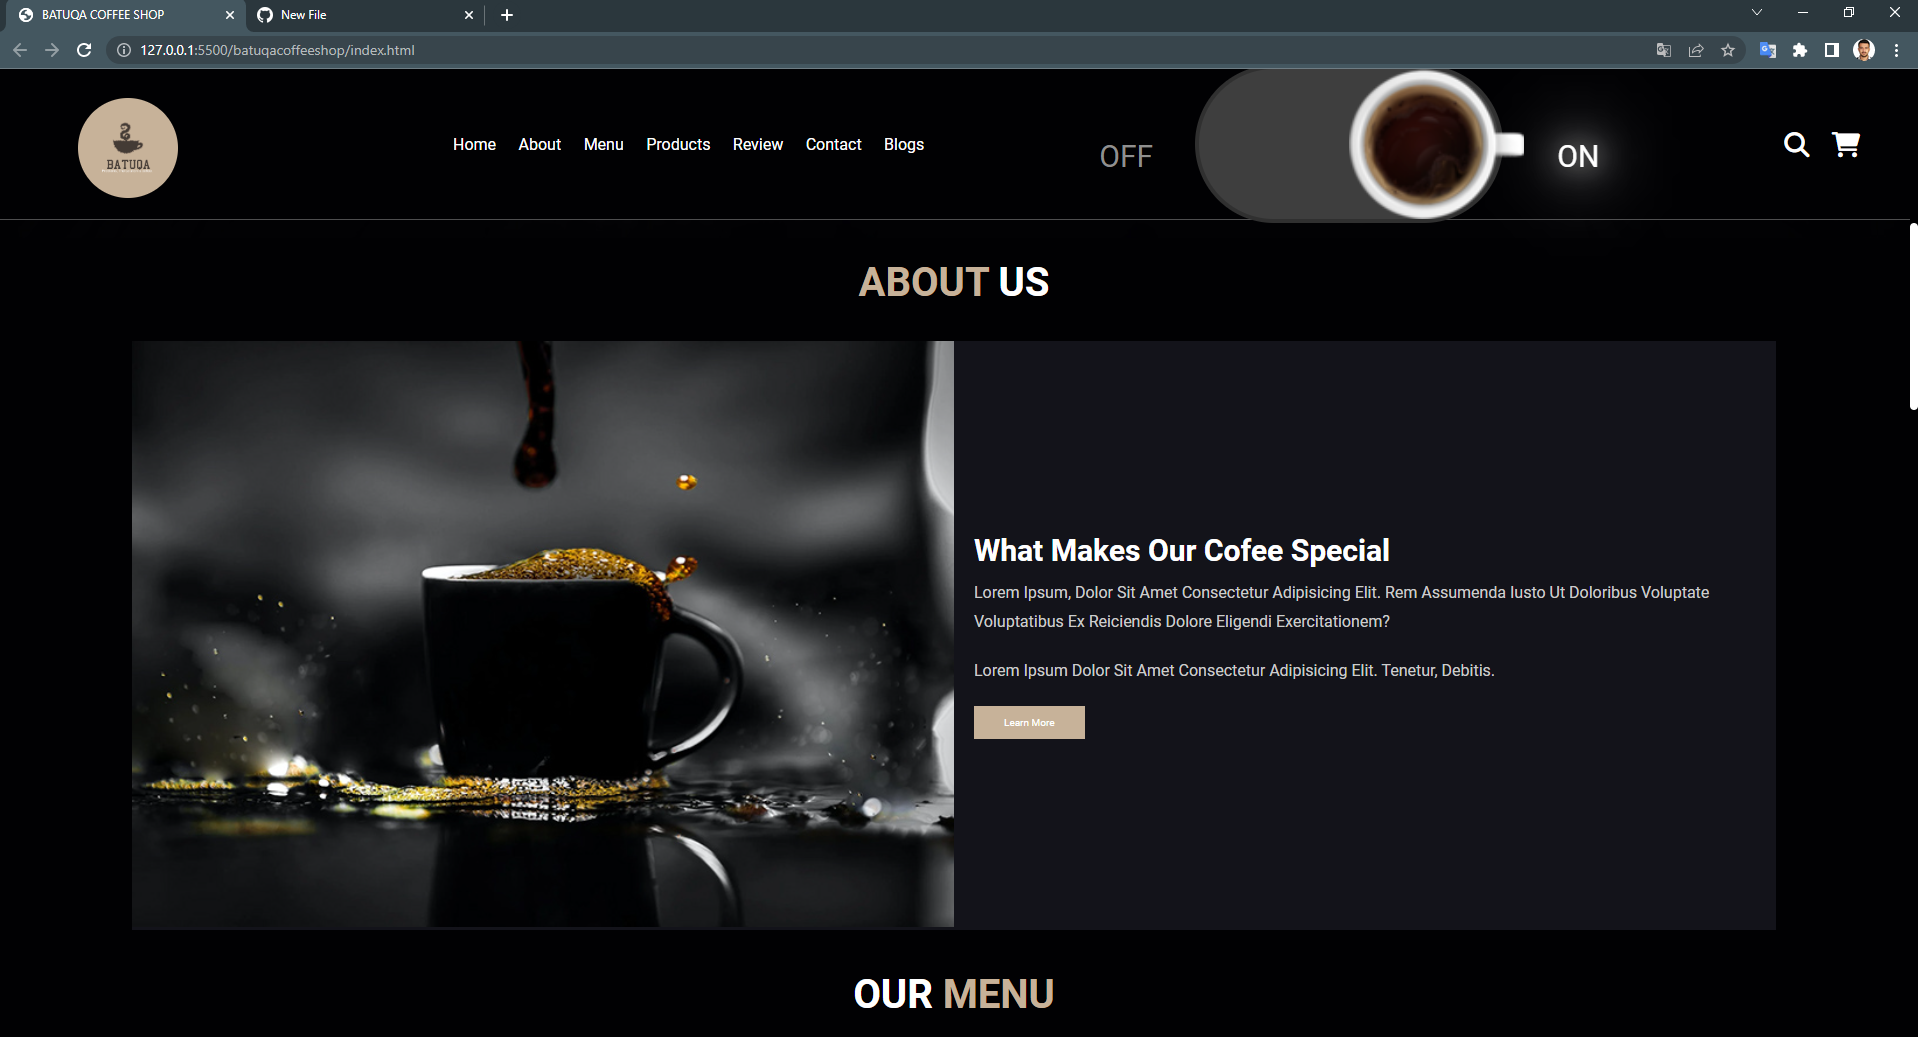 BATUQA COFFEE SHOP
New File
127.0.0.1:5500/batuqacoffeeshop/index.html
BATUQA
Home About Menu Products Review Contact Blogs
OFF
ON
ABOUT US
What Makes Our Cofee Special
Lorem Ipsum, Dolor Sit Amet Consectetur Adipisicing Elit. Rem Assumenda Iusto Ut Doloribus Voluptate
Voluptatibus Ex Reiciendis Dolore Eligendi Exercitationem?
Lorem Ipsum Dolor Sit Amet Consectetur Adipisicing Elit. Tenetur, Debitis.
Learn More
OUR MENU